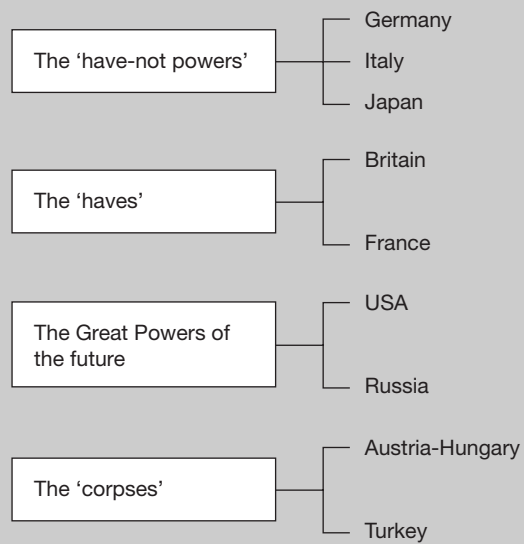 The ‘have-not powers’
Germany
Italy
Japan
The ‘haves’
Britain
France
The Great Powers of
the future
USA
Russia
The ‘corpses’
Austria-Hungary
Turkey